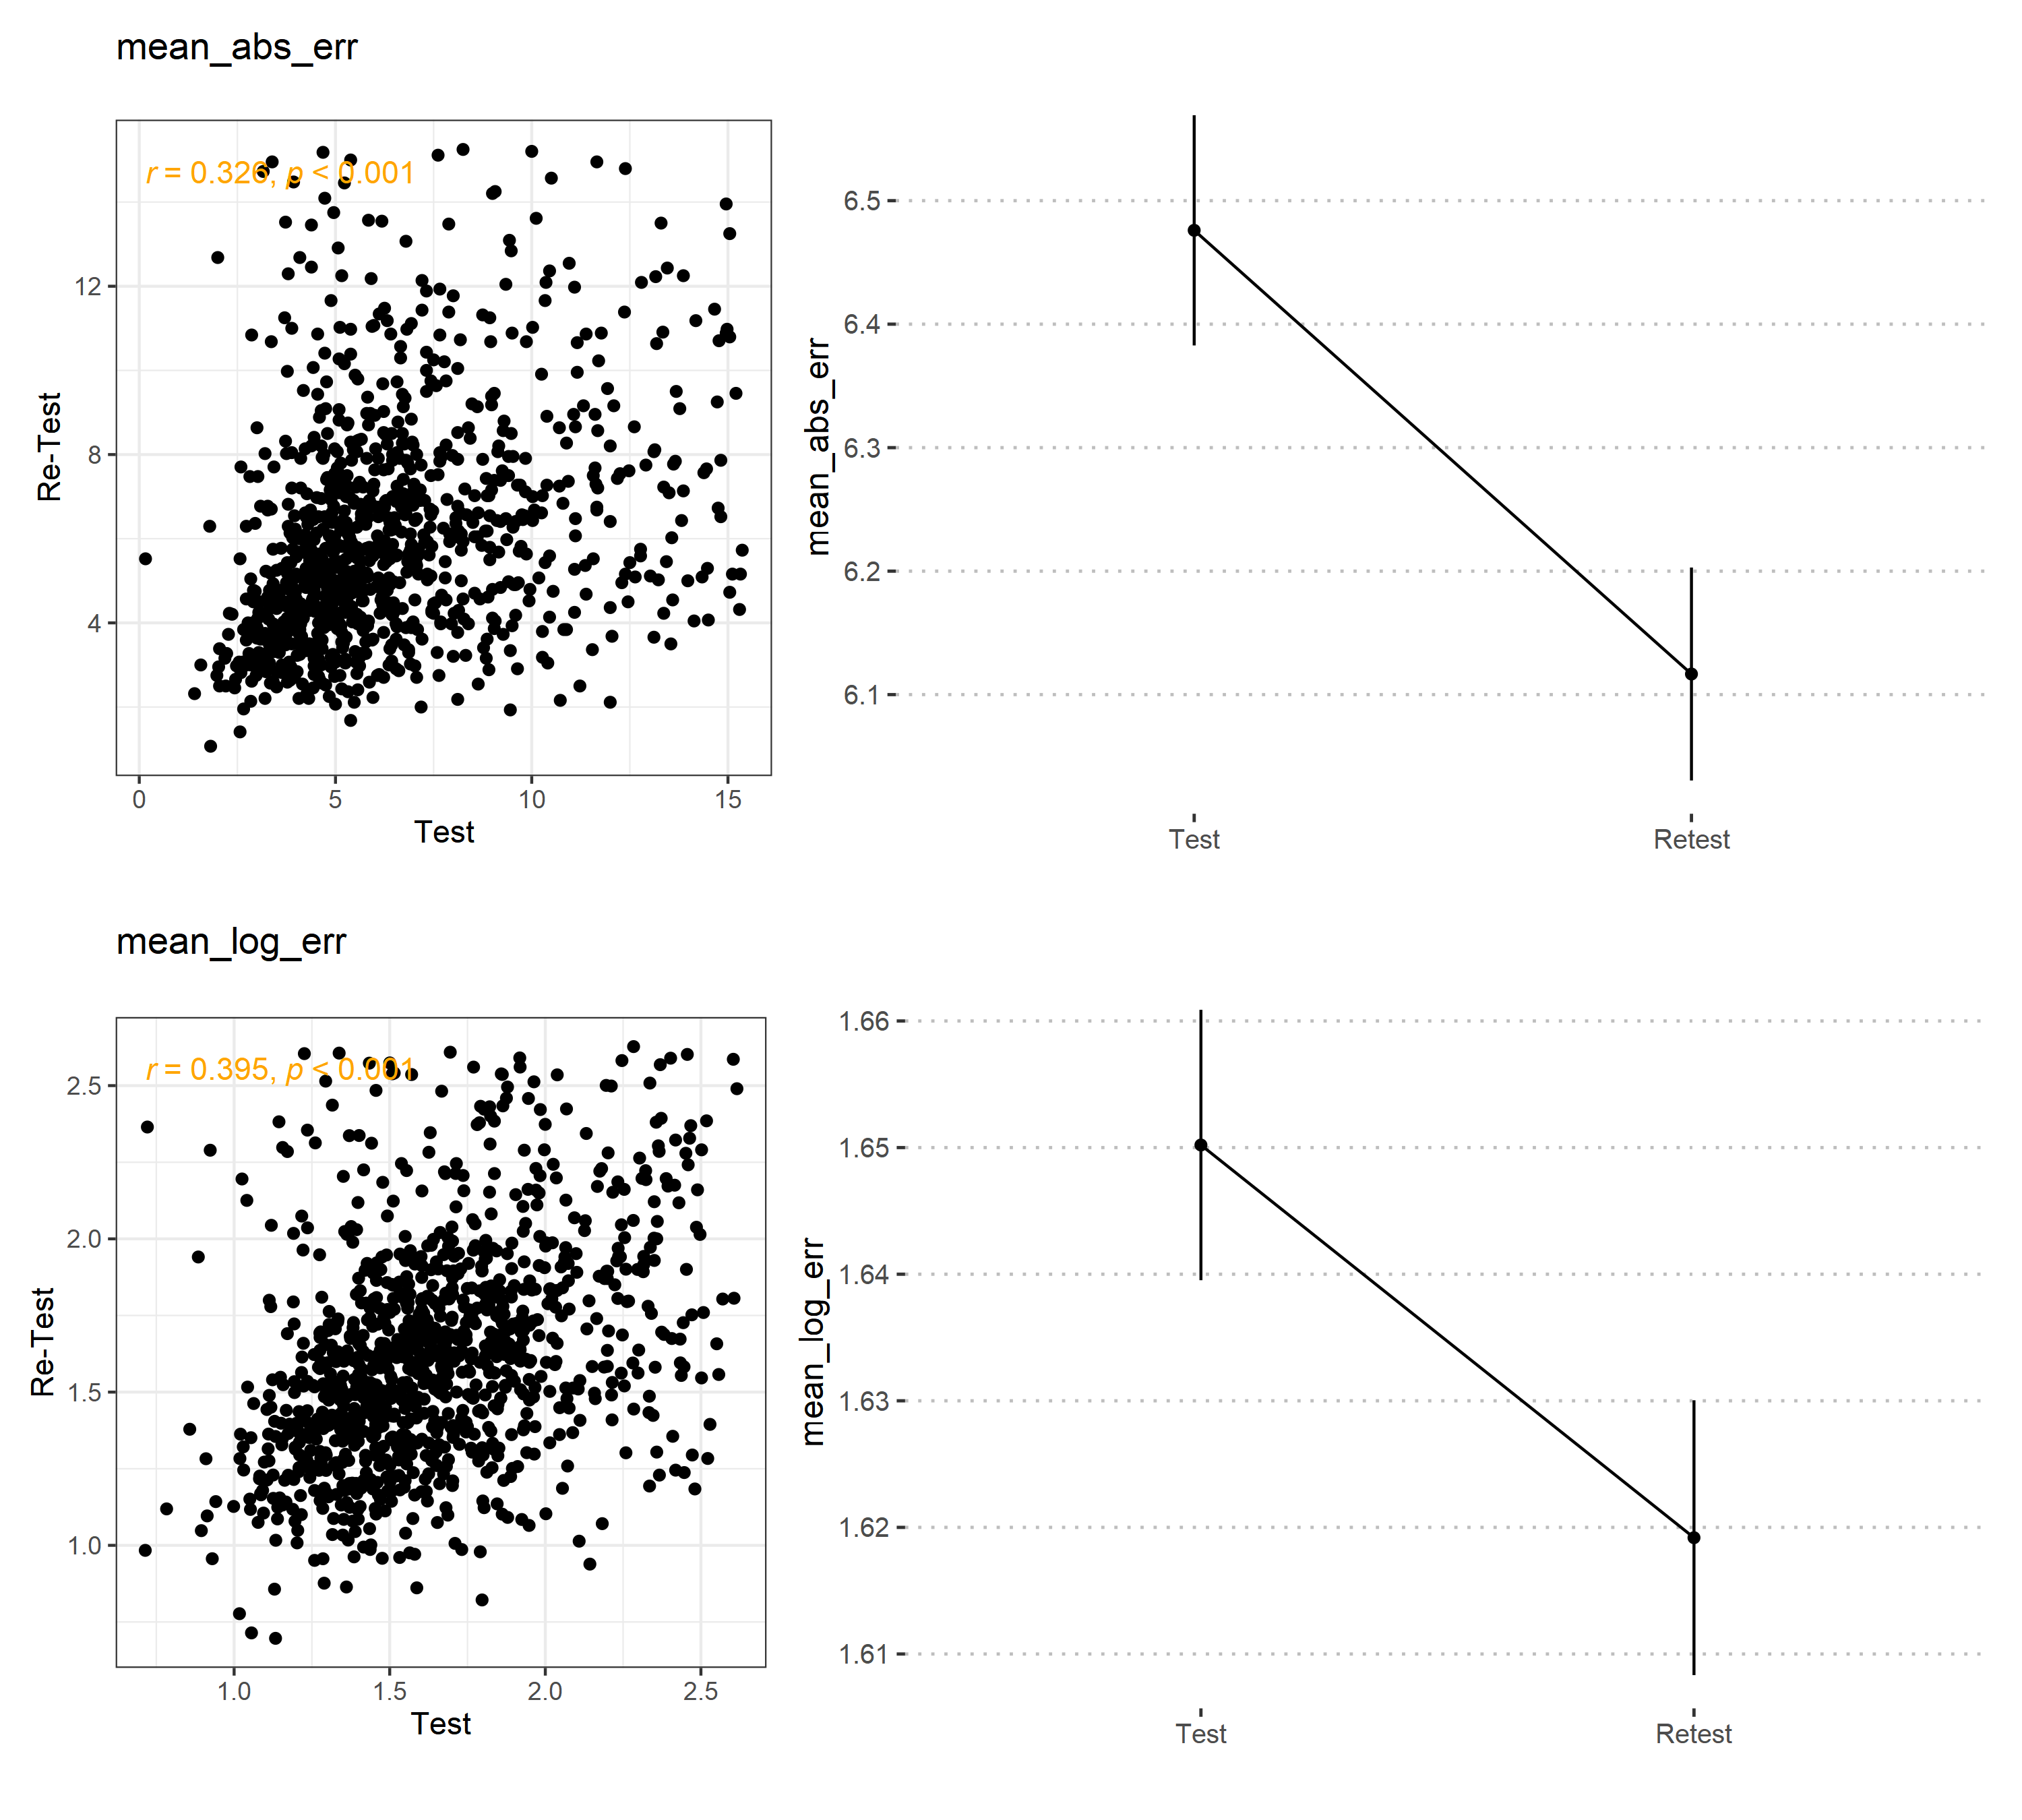 mean_abs_err
r = 0.326, p < 0.001
12
8
4
Re-Test
0 5 10 15
Test
6.5
6.4
6.3
6.2
6.1
mean_abs_err
Test Retest
mean_log_err
r = 0.395, p < 0.001
2.5
2.0
1.5
1.0
Re-Test
1.0 1.5 2.0 2.5
Test
1.66
1.65
1.64
1.63
1.62
1.61
mean_log_err
Test Retest